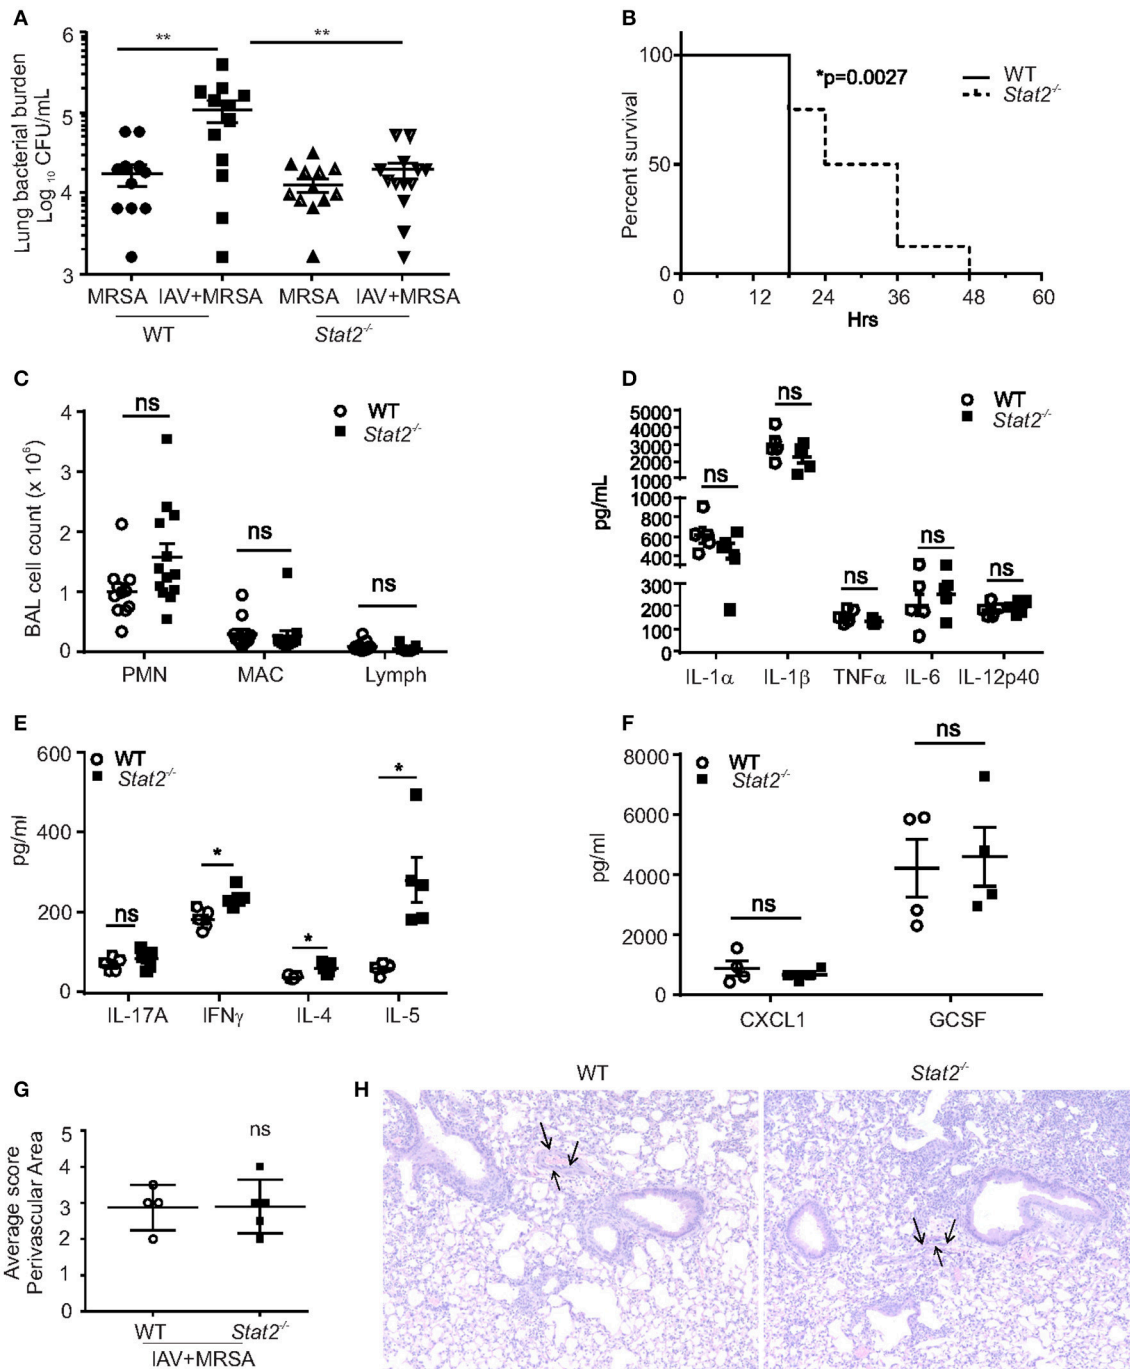 A
Lung bacterial burden
Log 10 CFU/mL
6
5
4
3
**
**
MRSA IAV+MRSA MRSA IAV+MRSA
WT Stat2-/-
B
Percent survival
100
50
0
*p=0.0027
WT
Stat2-/-
0 12 24 36 48 60
Hrs
C
BAL cell count (x 10⁶)
4
3
2
1
0
ns
ns
ns
WT
Stat2-/-
PMN MAC Lymph
D
pg/mL
5000
4000
3000
2000
1000
1000
800
600
400
300
200
100
0
ns
ns
ns
ns
ns
WT
Stat2-/-
IL-1α IL-1β TNFα IL-6 IL-12p40
E
pg/ml
600
400
200
0
WT
Stat2-/-
ns
*
*
*
IL-17A IFNγ IL-4 IL-5
F
pg/ml
8000
6000
4000
2000
0
WT
Stat2-/-
ns
ns
CXCL1 GCSF
G
Average score
Perivascular Area
5
4
3
2
1
0
ns
WT Stat2-/-
IAV+MRSA
H
WT Stat2-/-